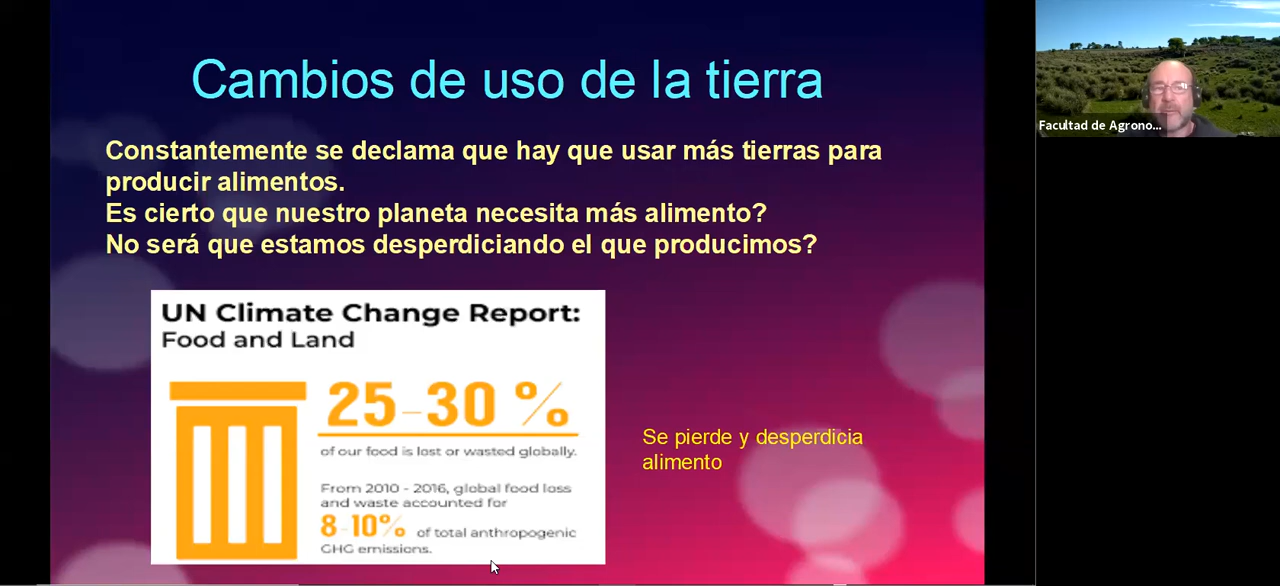 Cambios de uso de la tierra
Constantemente se declama que hay que usar más tierras para
producir alimentos.
Es cierto que nuestro planeta necesita más alimento?
No será que estamos desperdiciando el que producimos?
UN Climate Change Report:
Food and Land
25-30 %
of our food is lost or wasted globally.
From 2010 - 2016, global food loss
and waste accounted for
8-10% of total anthropogenic
GHG emissions.
Se pierde y desperdicia
alimento
Facultad de Agrono...